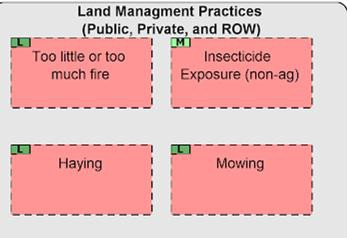 Land Managment Practices
(Public, Private, and ROW)
L
Too little or too
much fire
M
Insecticide
Exposure (non-ag)
L
Haying
L
Mowing